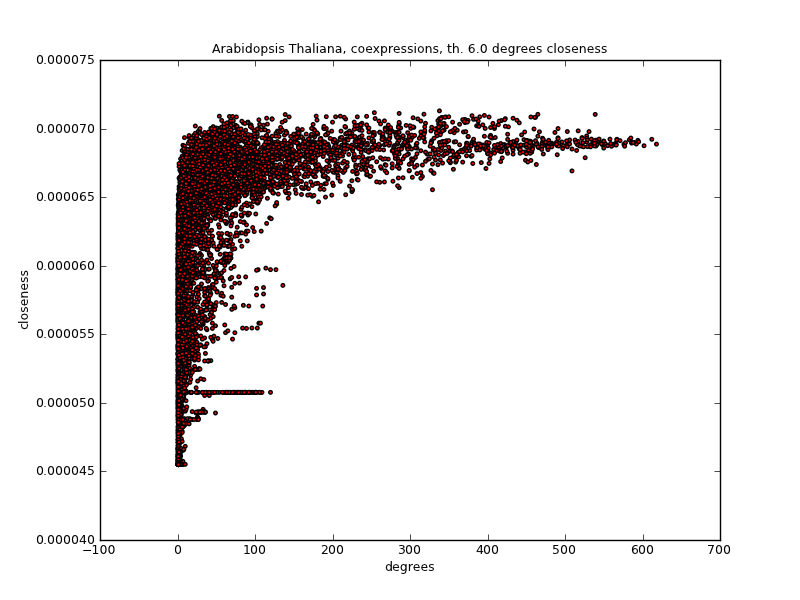 Arabidopsis Thaliana, coexpressions, th. 6.0 degrees closeness
0.000075
0.000070
0.000065
0.000060
0.000055
0.000050
0.000045
0.000040
closeness
−100 0 100 200 300 400 500 600 700
degrees